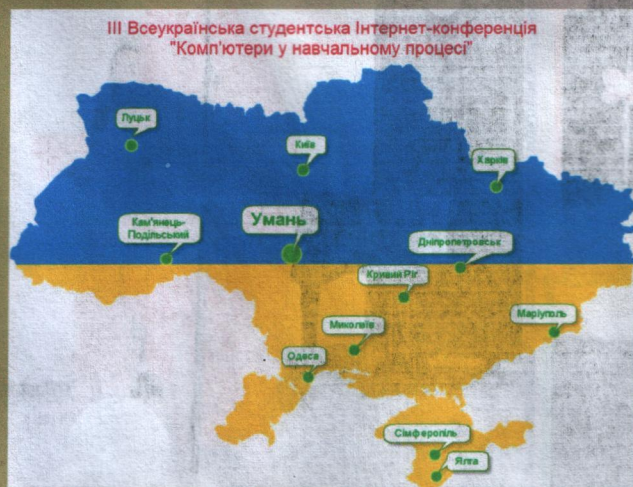 III Всеукраїнська студентська Інтернет-конференція
"Комп'ютери у навчальному процесі"
Луцьк
Київ
Харків
Кам'янець-
Подільський
Умань
Дніпропетровськ
Кривий Ріг
Маріуполь
Миколаїв
Одеса
Сімферопіль
Ялта